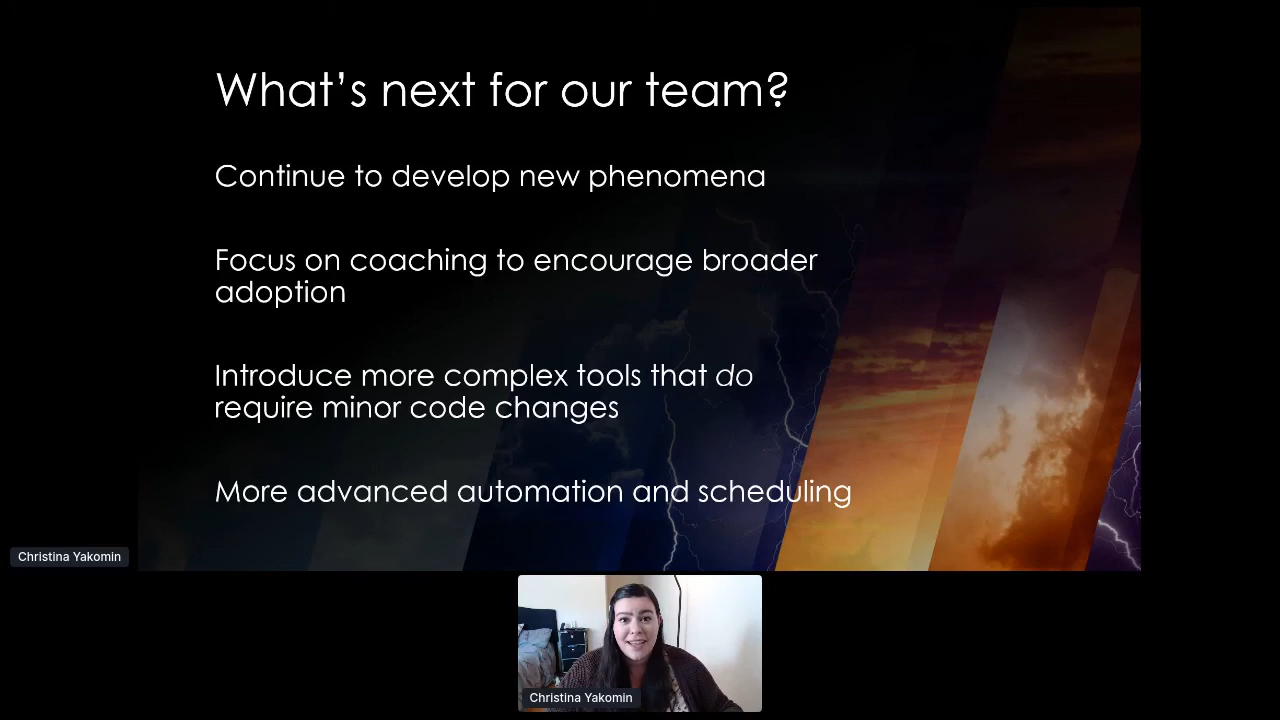 What's next for our team?
Continue to develop new phenomena
Focus on coaching to encourage broader
adoption
Introduce more complex tools that do
require minor code changes
More advanced automation and scheduling
Christina Yakomin
Christina Yakomin